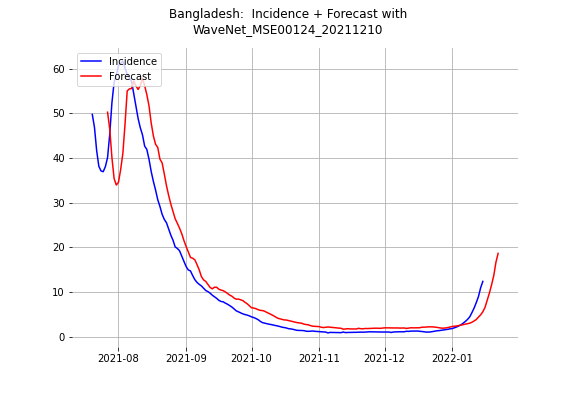 Bangladesh:  Incidence + Forecast with
WaveNet_MSE00124_20211210
Incidence
Forecast
60
50
40
30
20
10
0
2021-08 2021-09 2021-10 2021-11 2021-12 2022-01